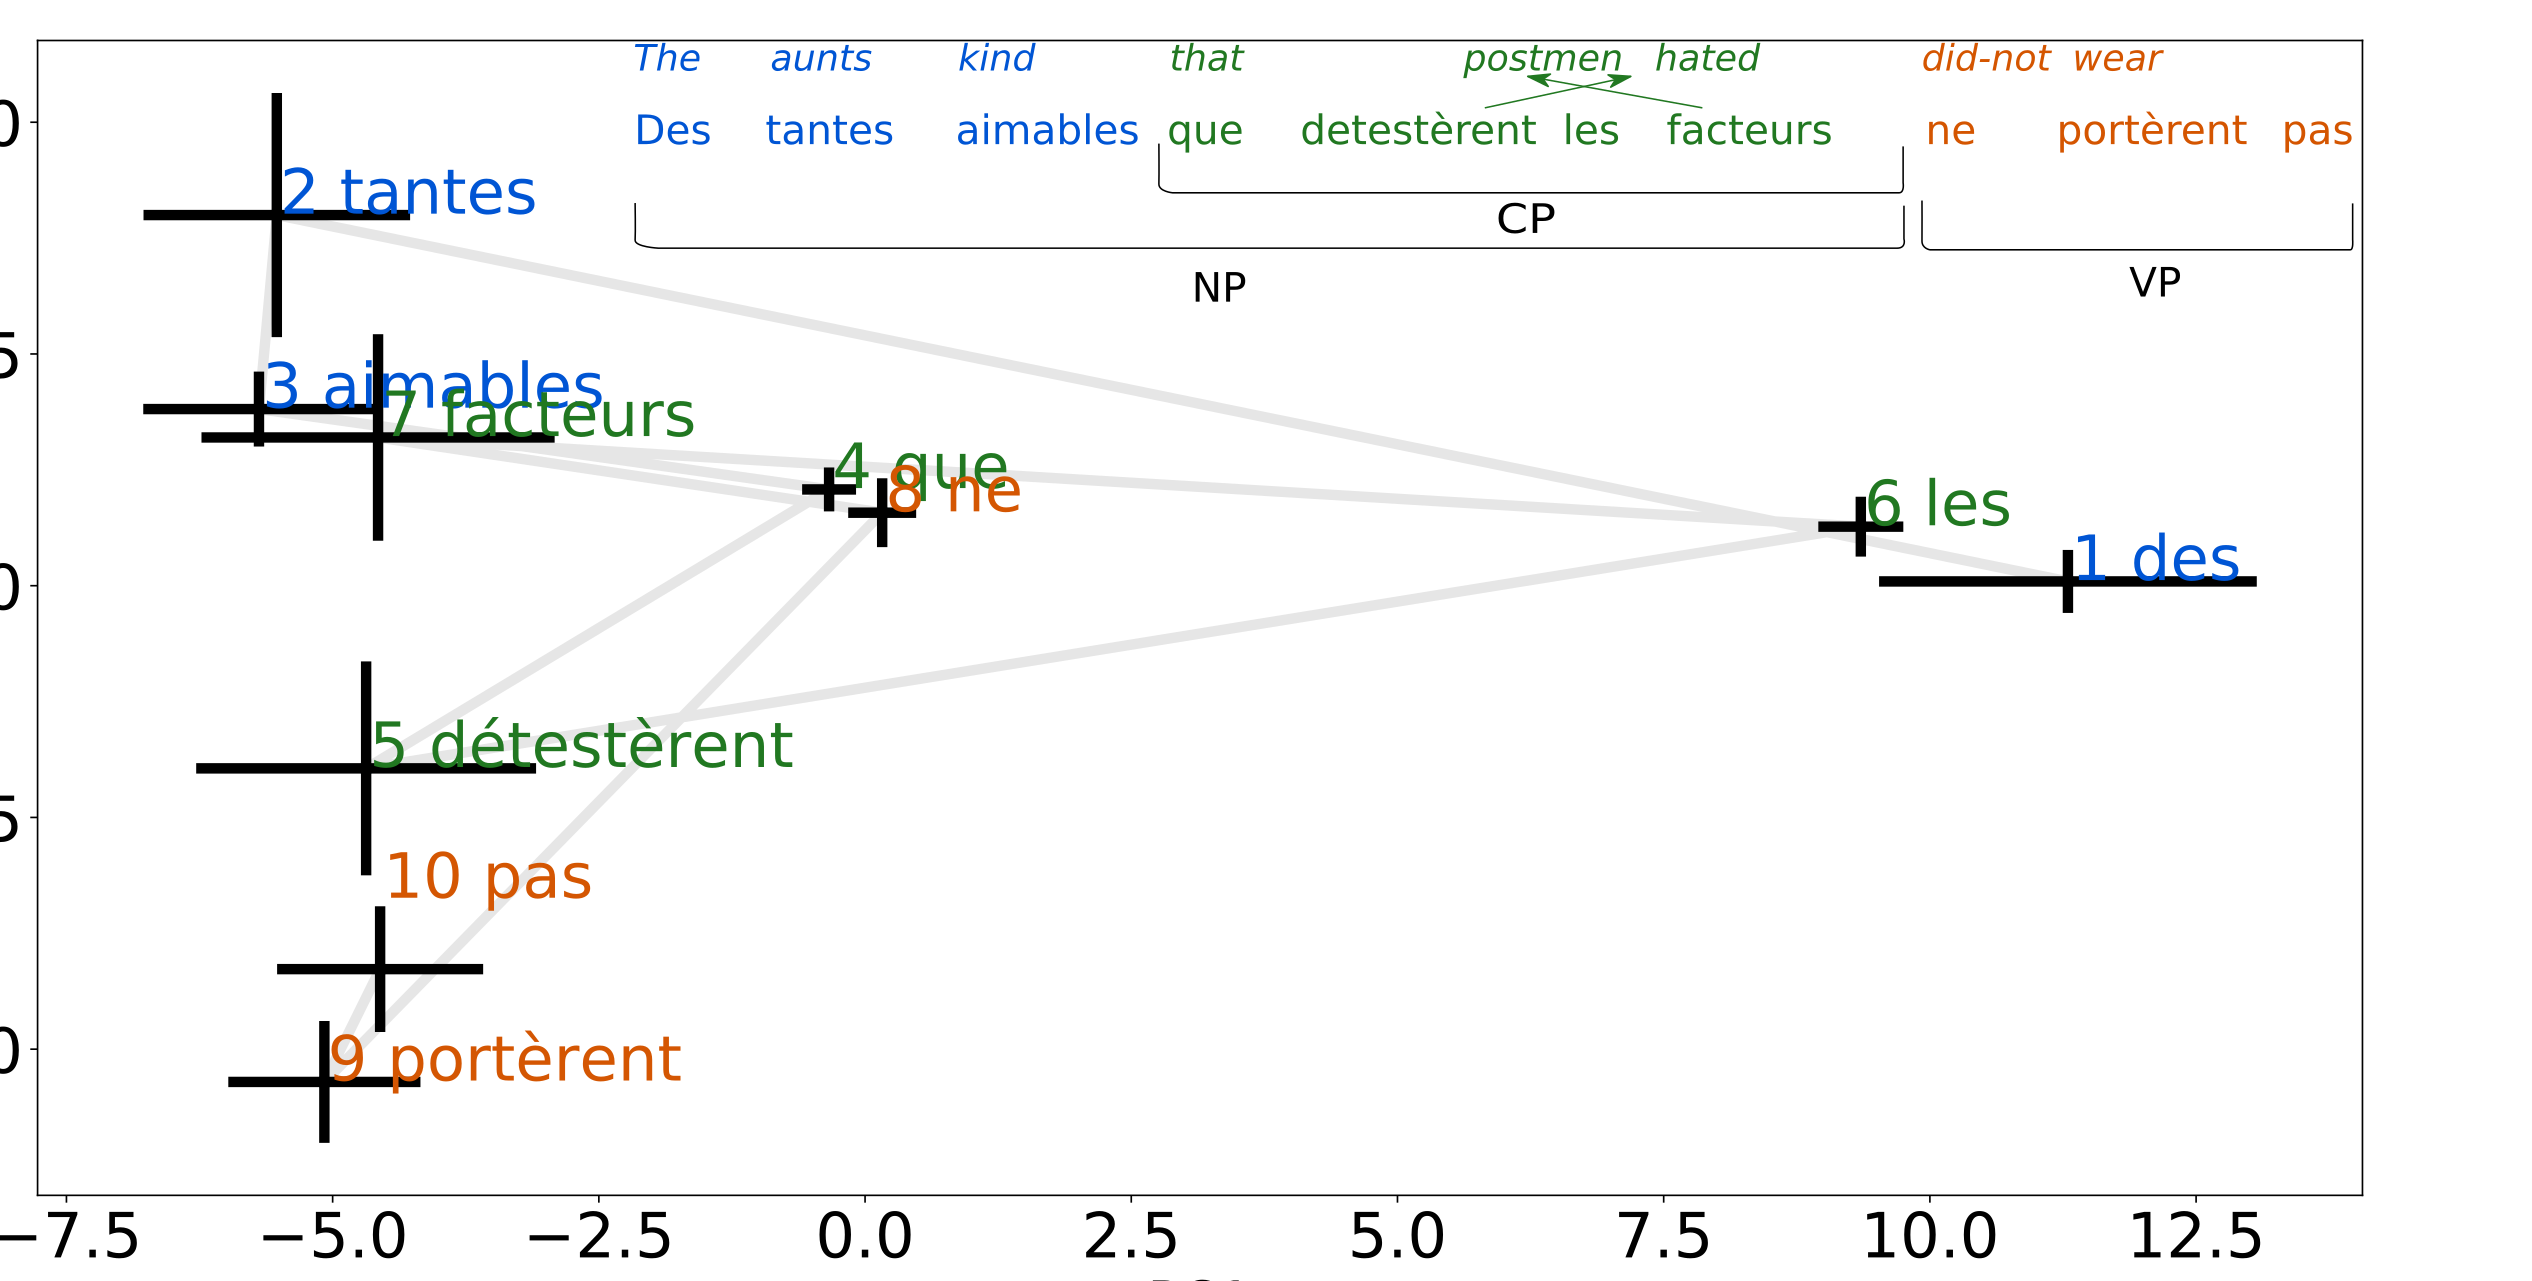 The aunts kind that postmen hated did-not wear
Des tantes aimables que detestèrent les facteurs ne portèrent pas
CP
NP
VP
2 tantes
3 aimables
7 facteurs
4 que
8 ne
6 les
1 des
5 détestèrent
10 pas
9 portèrent
0
5
0
5
0
−7.5 −5.0 −2.5 0.0 2.5 5.0 7.5 10.0 12.5